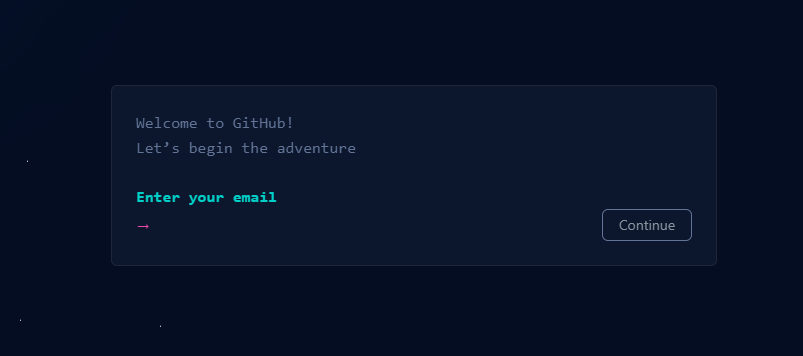 Welcome to GitHub!
Let’s begin the adventure
Enter your email
→
Continue